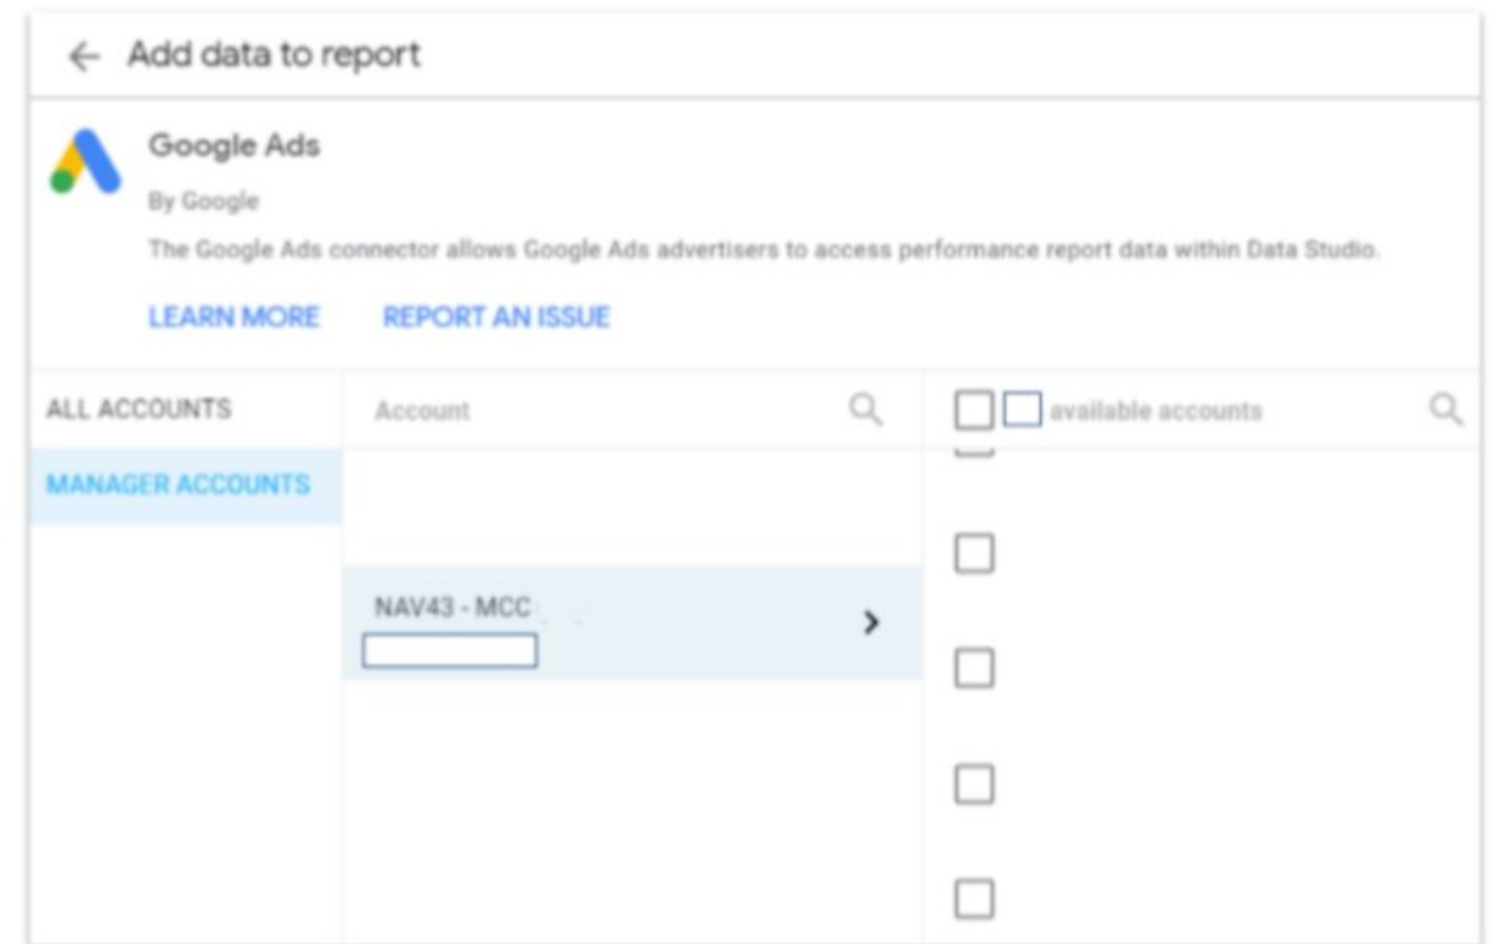 Add data to report
Google Ads
By Google
The Google Ads connector allows Google Ads advertisers to access performance report data within Data Studio.
LEARN MORE REPORT AN ISSUE
ALL ACCOUNTS Account available accounts
MANAGER ACCOUNTS
NAV43 - MCC